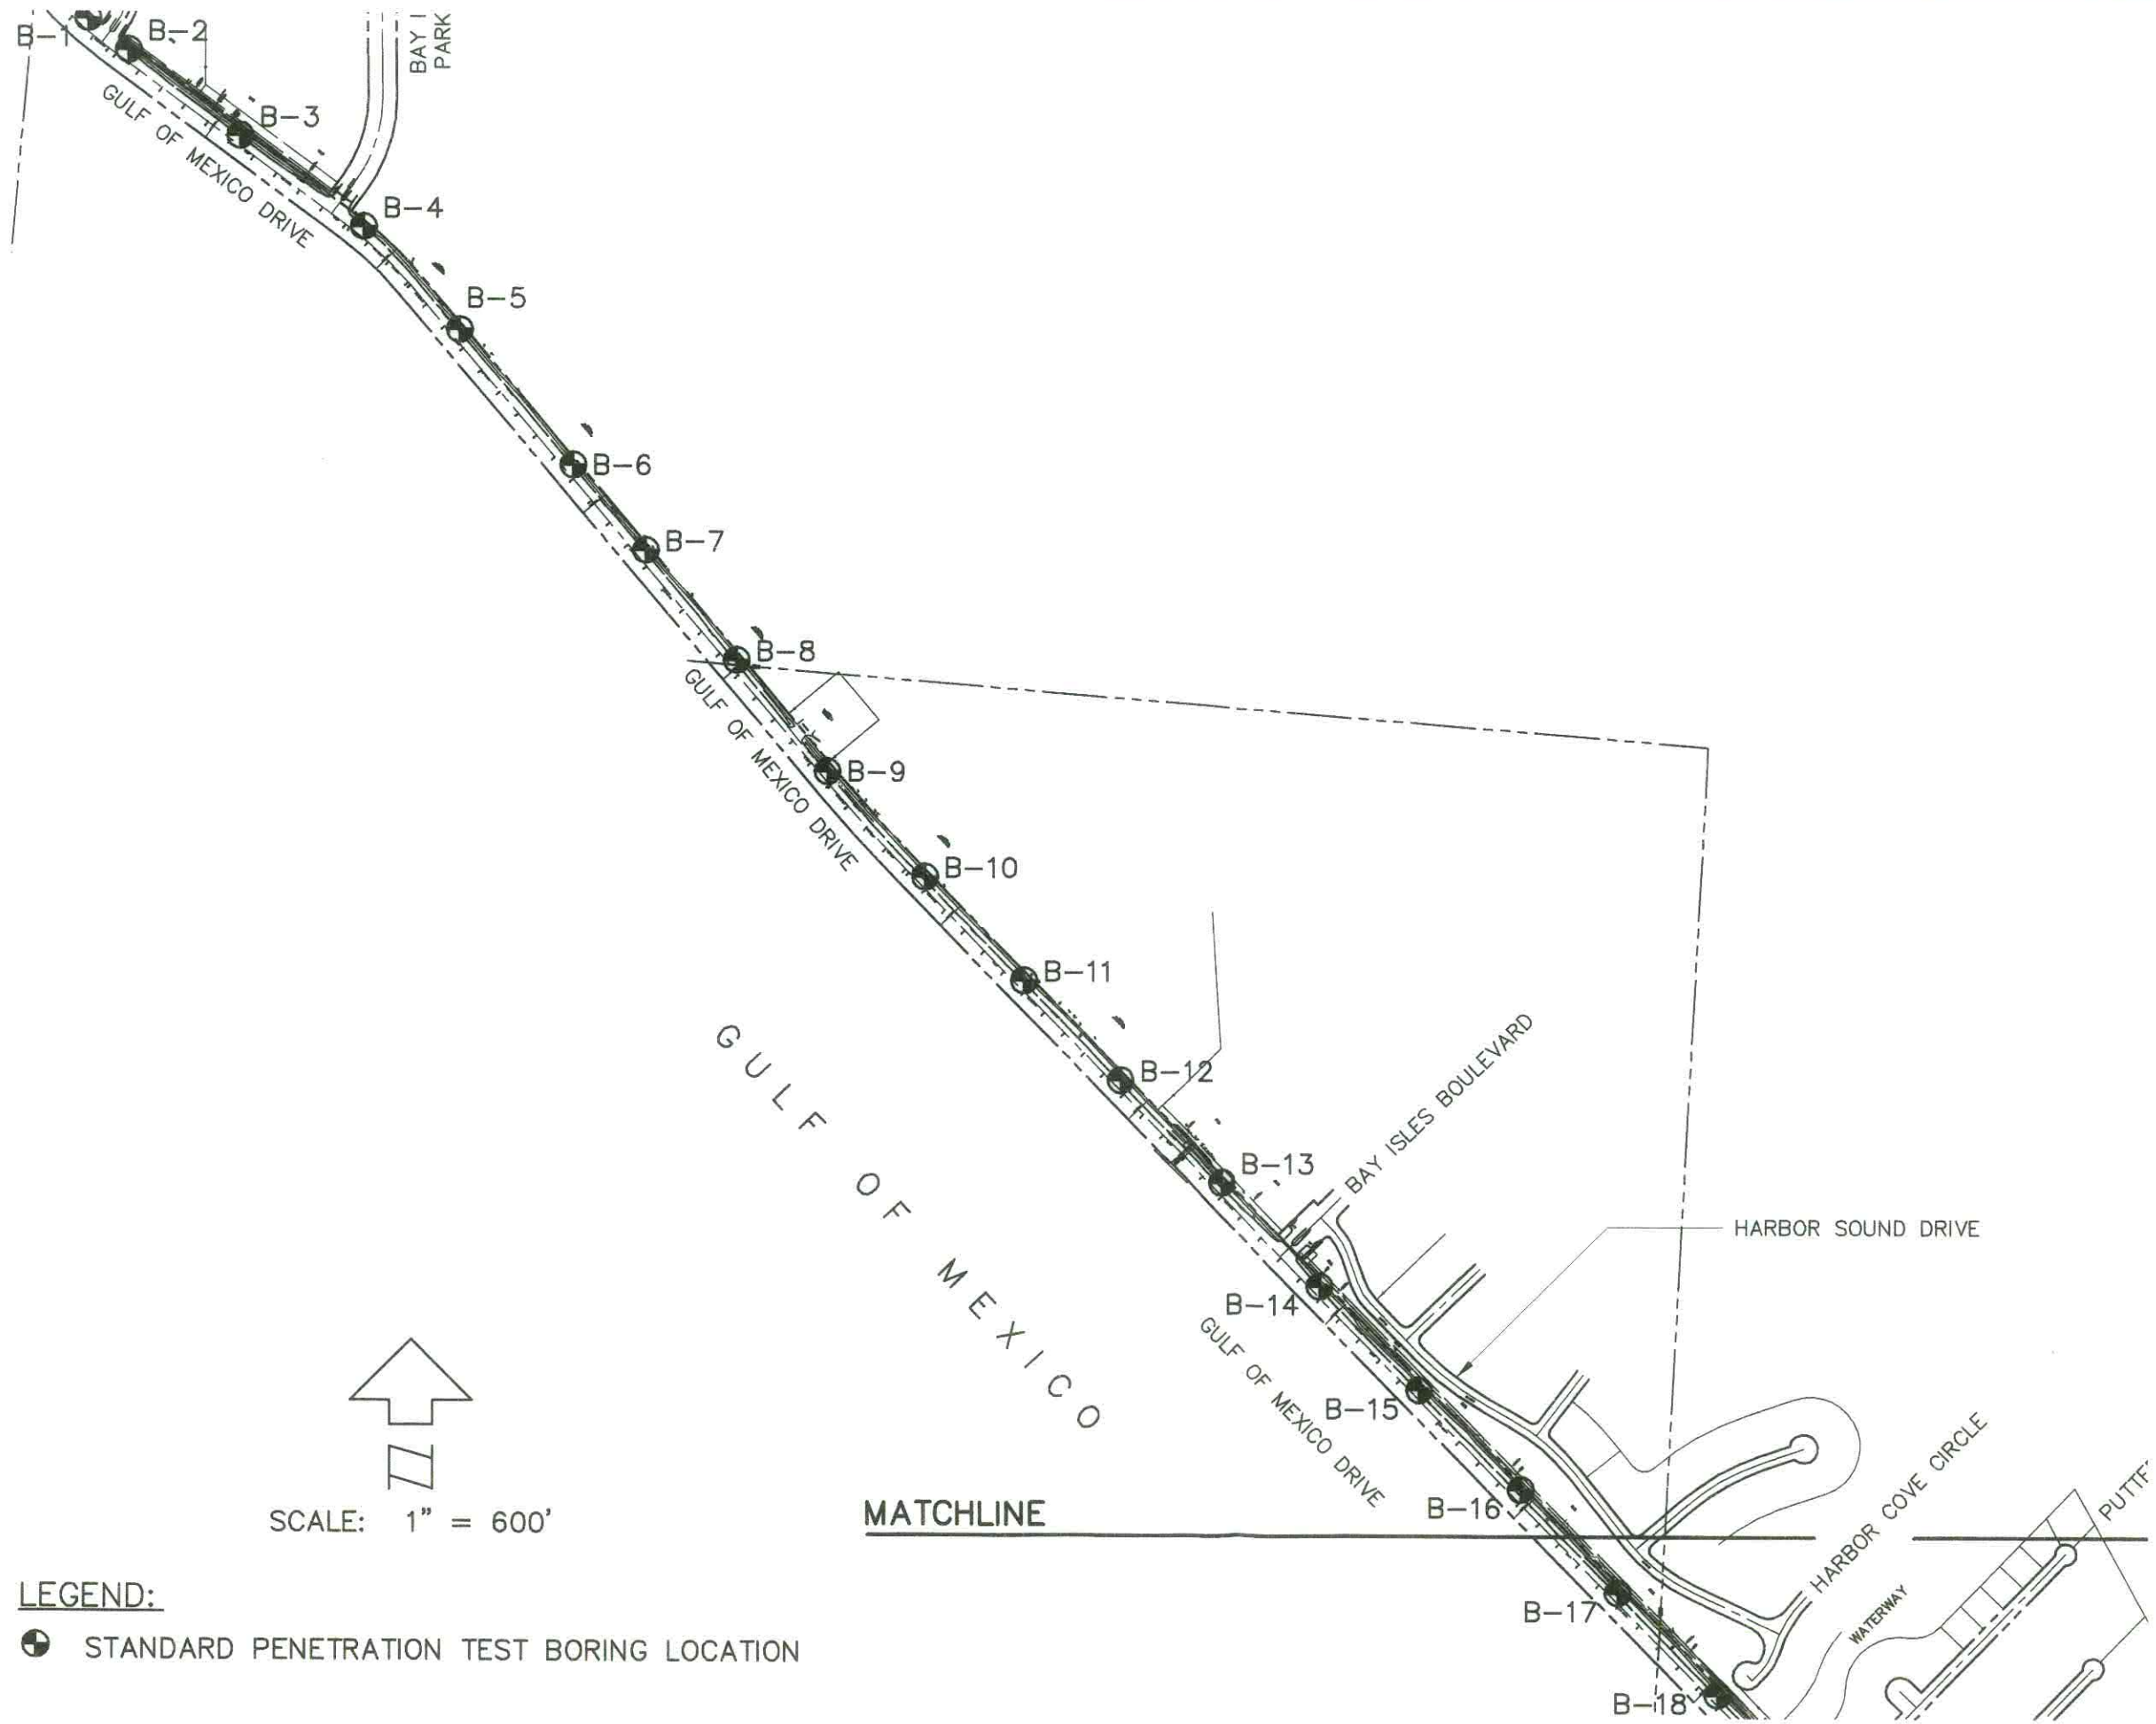 B-1
B-2
BAY I
PARK
B-3
GULF OF MEXICO DRIVE
B-4
B-5
B-6
B-7
B-8
GULF OF MEXICO DRIVE
B-9
B-10
B-11
B-12
BAY ISLES BOULEVARD
B-13
HARBOR SOUND DRIVE
GULF OF MEXICO
B-14
GULF OF MEXICO DRIVE
B-15
B-16
HARBOR COVE CIRCLE
N
SCALE: 1" = 600'
MATCHLINE
LEGEND:
STANDARD PENETRATION TEST BORING LOCATION
B-17
WATERWAY
B-18